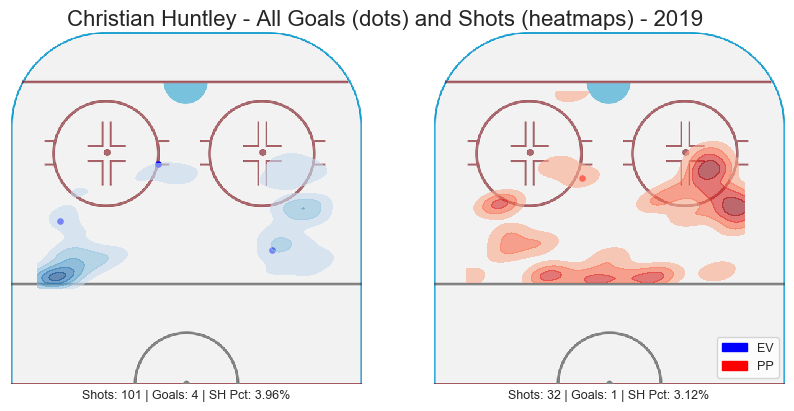 Christian Huntley - All Goals (dots) and Shots (heatmaps) - 2019
EV
PP
Shots: 101 | Goals: 4 | SH Pct: 3.96%
Shots: 32 | Goals: 1 | SH Pct: 3.12%